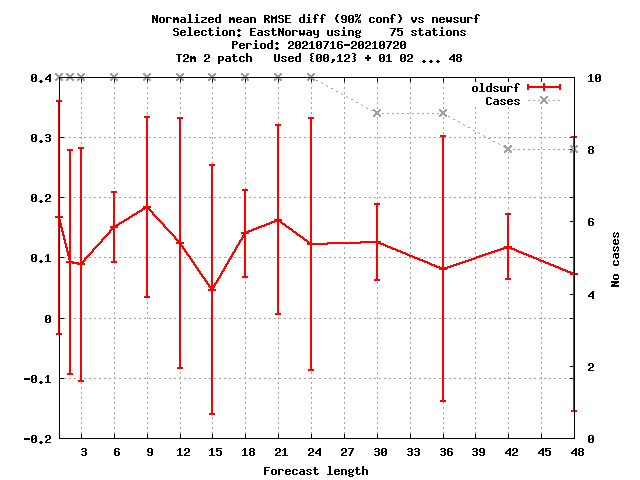 Normalized mean RMSE diff (90% conf) vs newsurf
Selection: EastNorway using    75 stations
Period: 20210716-20210720
T2m 2 patch   Used {00,12} + 01 02 ... 48
0.4
0.3
0.2
0.1
0
-0.1
-0.2
10
8
6
4
2
0
No cases
oldsurf
Cases
3 6 9 12 15 18 21 24 27 30 33 36 39 42 45 48
Forecast length